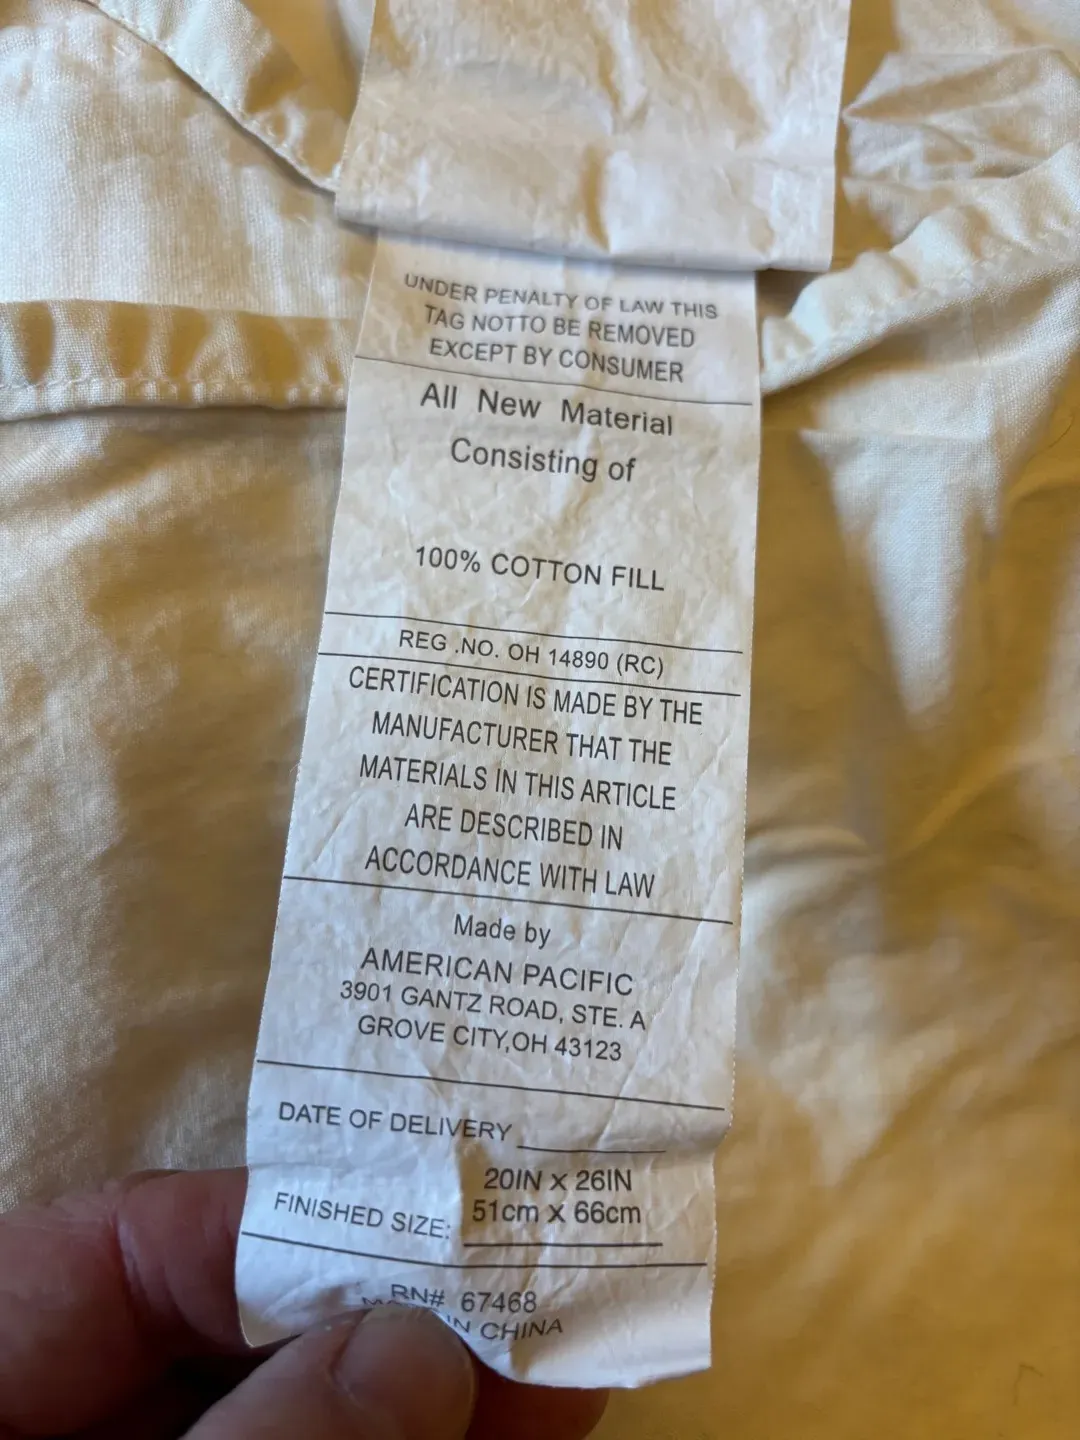 UNDER PENALTY OF LAW THIS
TAG NOTTO BE REMOVED
EXCEPT BY CONSUMER
All New Material
Consisting of
100% COTTON FILL
REG .NO. OH 14890 (RC)
CERTIFICATION IS MADE BY THE
MANUFACTURER THAT THE
MATERIALS IN THIS ARTICLE
ARE DESCRIBED IN
ACCORDANCE WITH LAW
Made by
AMERICAN PACIFIC
3901 GANTZ ROAD, STE. A
GROVE CITY,OH 43123
DATE OF DELIVERY
20IN x 26IN
FINISHED SIZE: 51cm x 66cm
RN# 67468
IN CHINA